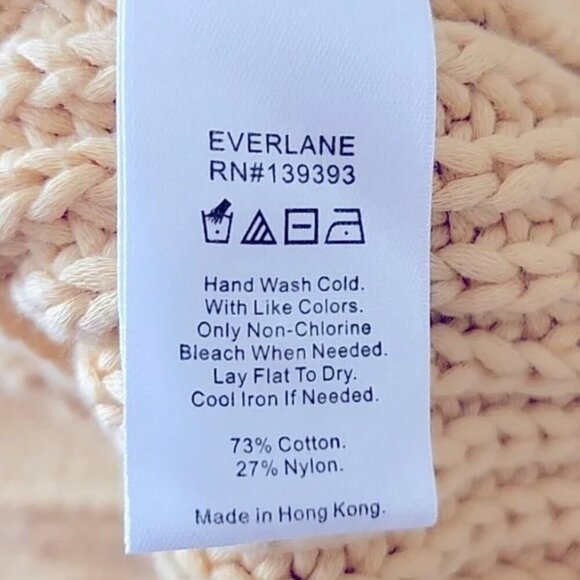 EVERLANE
RN#139393
Hand Wash Cold.
With Like Colors.
Only Non-Chlorine
Bleach When Needed.
Lay Flat To Dry.
Cool Iron If Needed.
73% Cotton.
27% Nylon.
Made in Hong Kong.